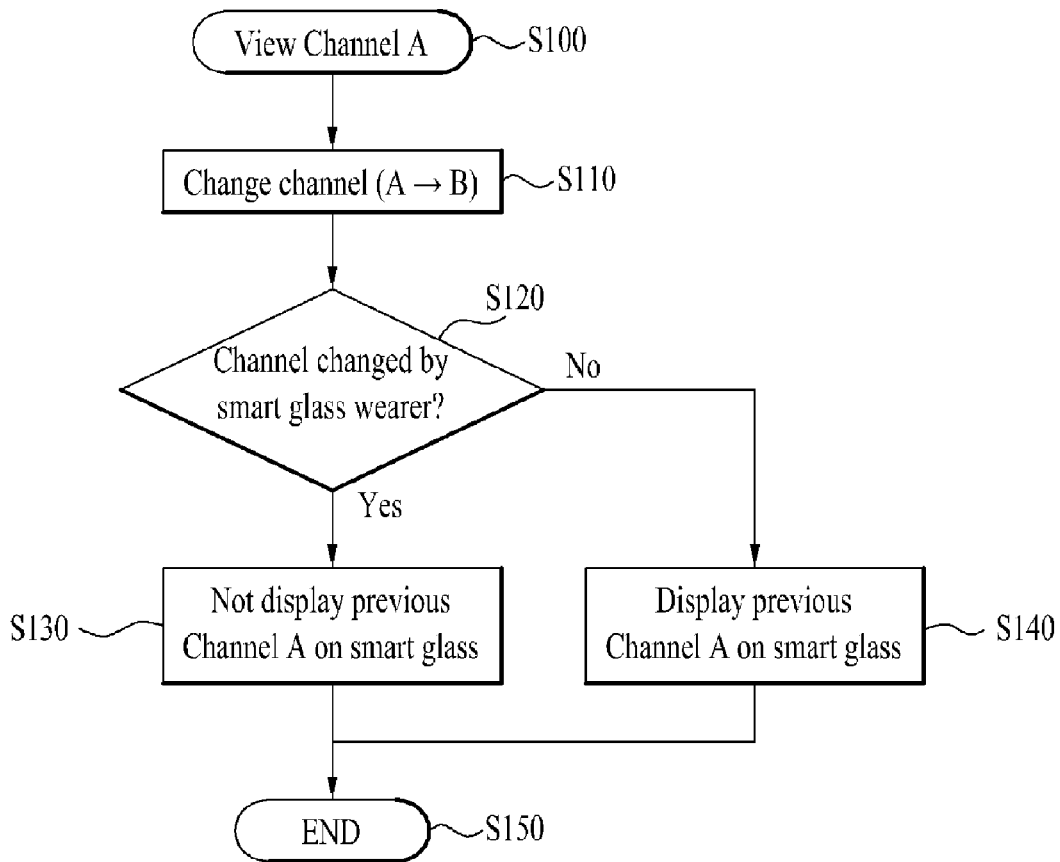 View Channel A
S100
Change channel (A → B)
S110
S120
Channel changed by
smart glass wearer?
No
Yes
S130
Not display previous
Channel A on smart glass
Display previous
Channel A on smart glass
S140
END
S150